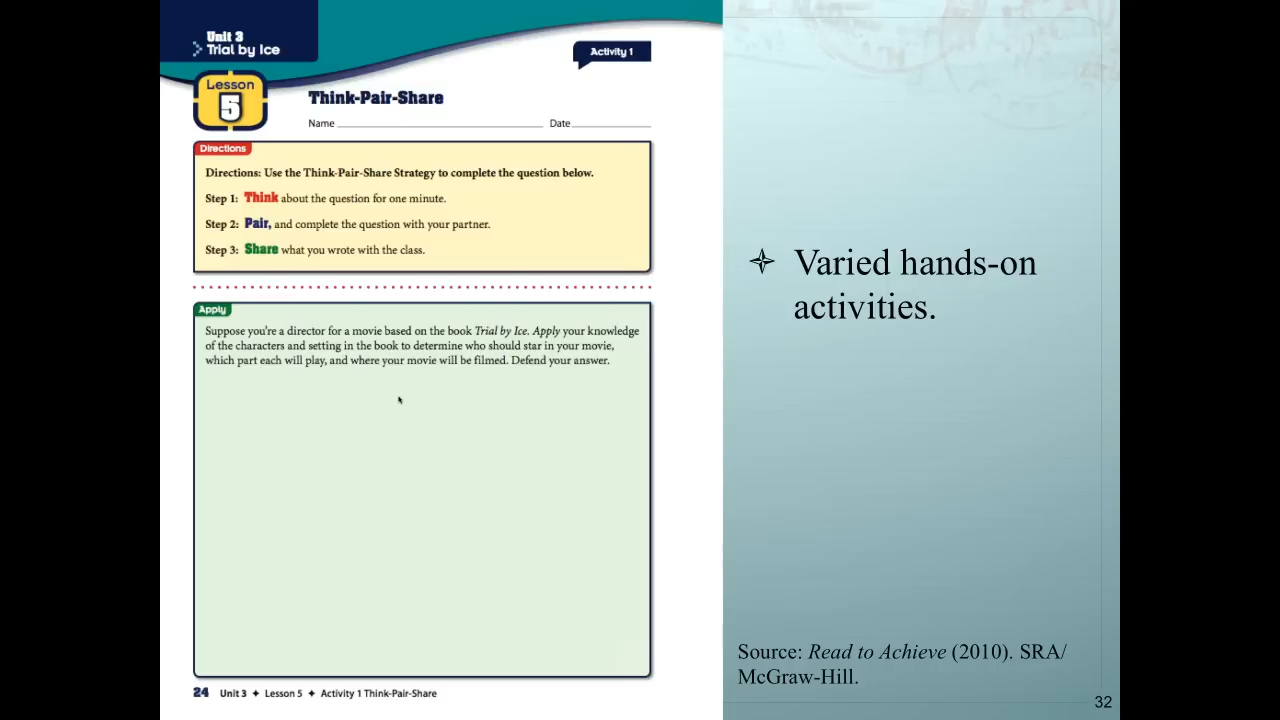 Unit 3
Trial by Ice
Activity 1
Lesson
5
Think-Pair-Share
Name Date
Directions
Directions: Use the Think-Pair-Share Strategy to complete the question below.
Step 1: Think about the question for one minute.
Step 2: Pair, and complete the question with your partner.
Step 3: Share what you wrote with the class.
Apply
Suppose you're a director for a movie based on the book Trial by Ice. Apply your knowledge
of the characters and setting in the book to determine who should star in your movie,
which part each will play, and where your movie will be filmed. Defend your answer.
24 Unit 3 ✦ Lesson 5 ✦ Activity 1 Think-Pair-Share
Varied hands-on
activities.
Source: Read to Achieve (2010). SRA/
McGraw-Hill.
32